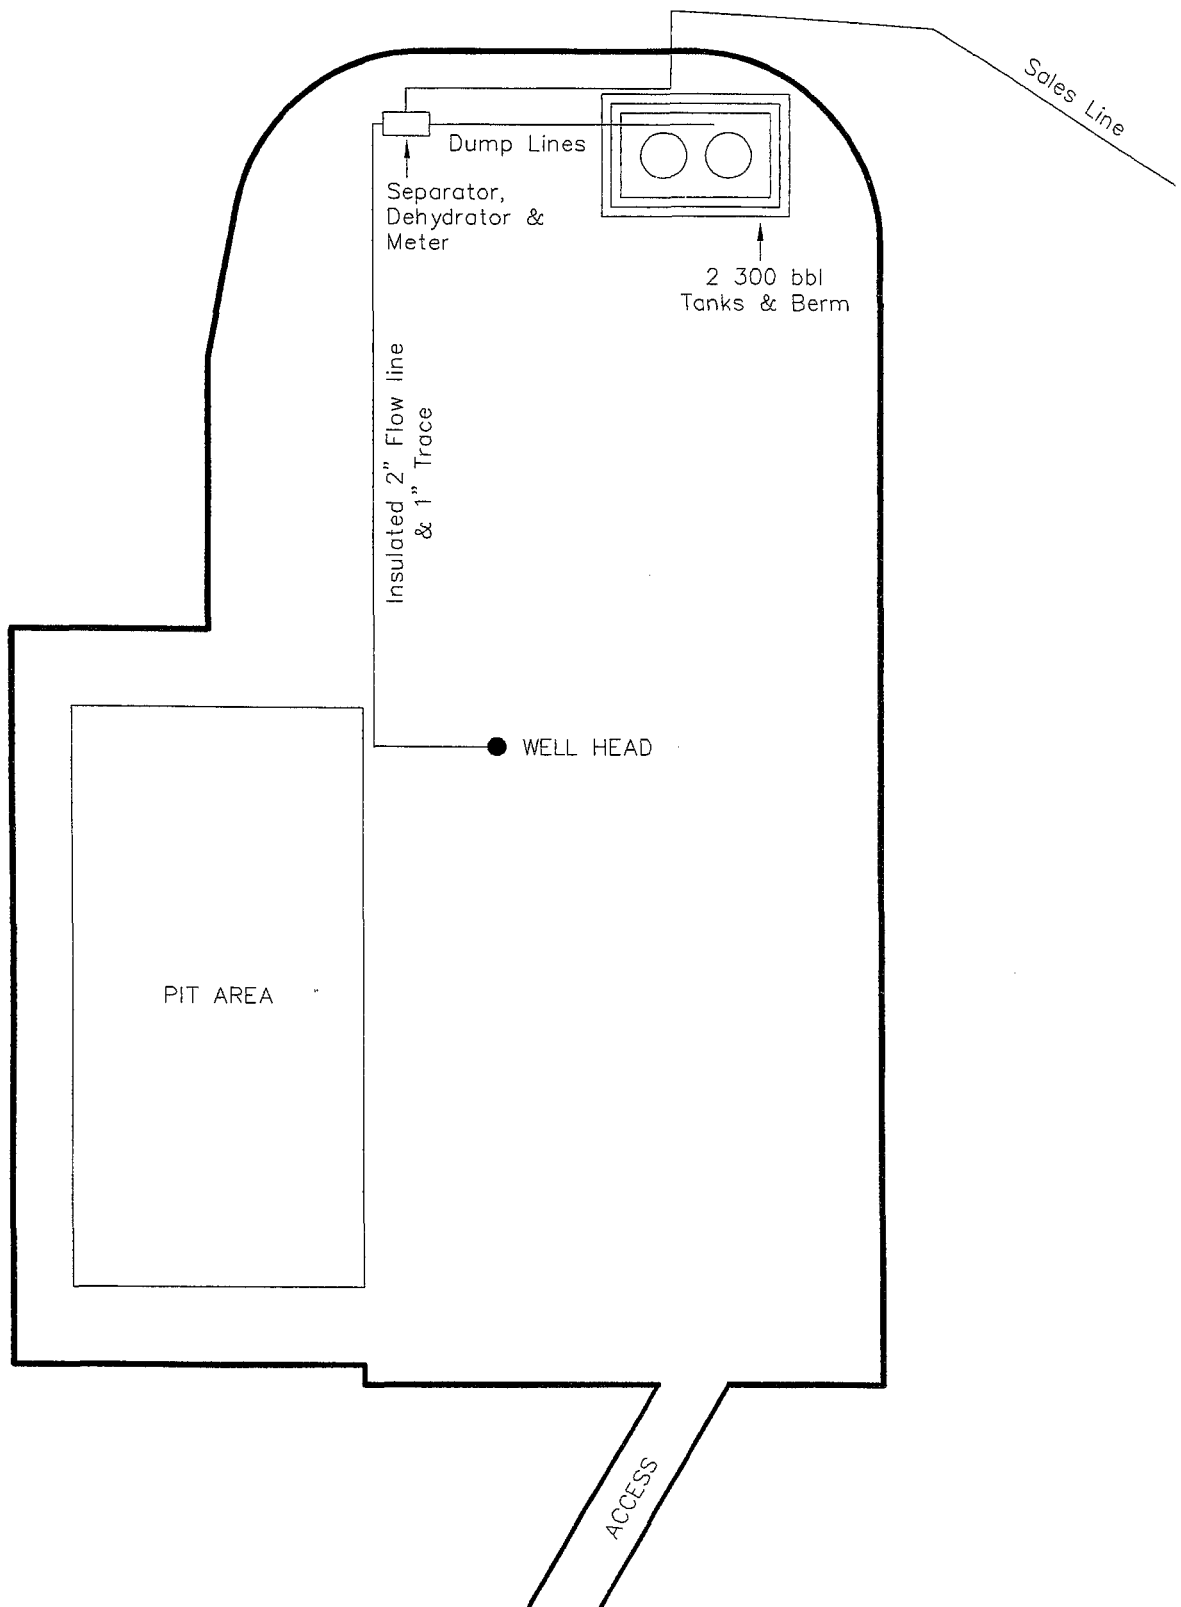 Sales Line
Dump Lines
Separator,
Dehydrator &
Meter
2 300 bbl
Tanks & Berm
Insulated 2" Flow line
& 1" Trace
WELL HEAD
PIT AREA
ACCESS